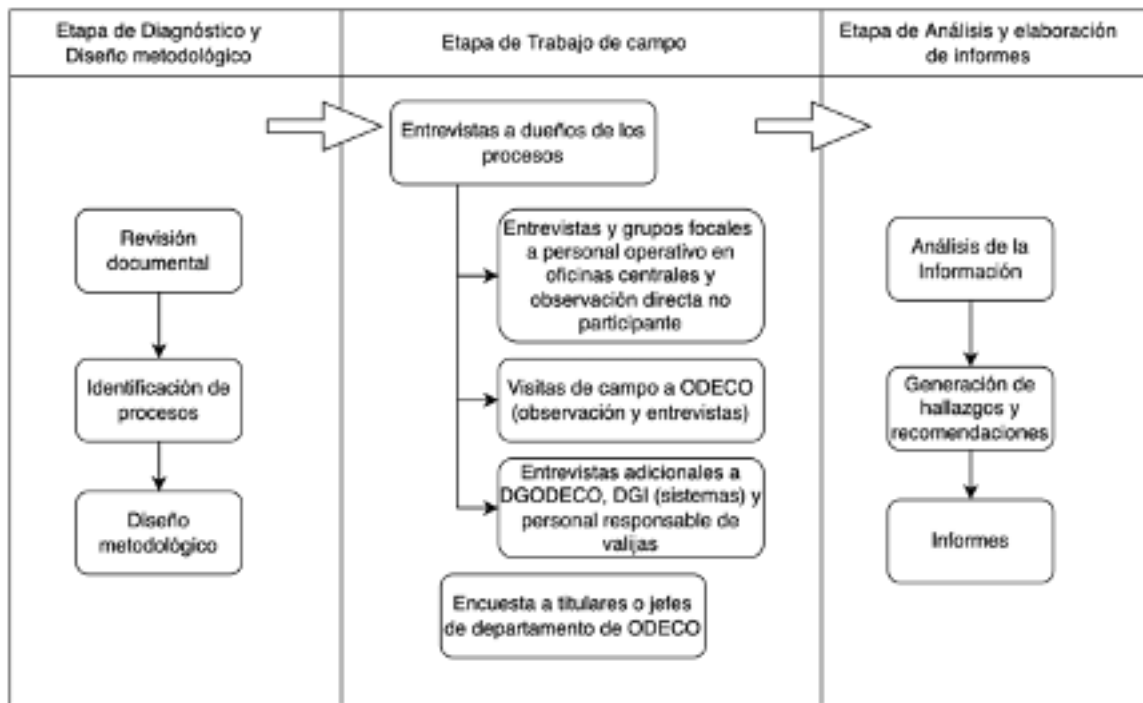 Etapa de Diagnóstico y
Diseño metodológico
Etapa de Trabajo de campo
Etapa de Análisis y elaboración
de informes
Revisión
documental
Identificación de
procesos
Diseño
metodológico
Entrevistas a dueños de los
procesos
Entrevistas y grupos focales
a personal operativo en
oficinas centrales y
observación directa no
participante
Visitas de campo a ODECO
(observación y entrevistas)
Entrevistas adicionales a
DGODECO, DGI (sistemas) y
personal responsable de
valijas
Encuesta a titulares o jefes
de departamento de ODECO
Análisis de la
Información
Generación de
hallazgos y
recomendaciones
Informes